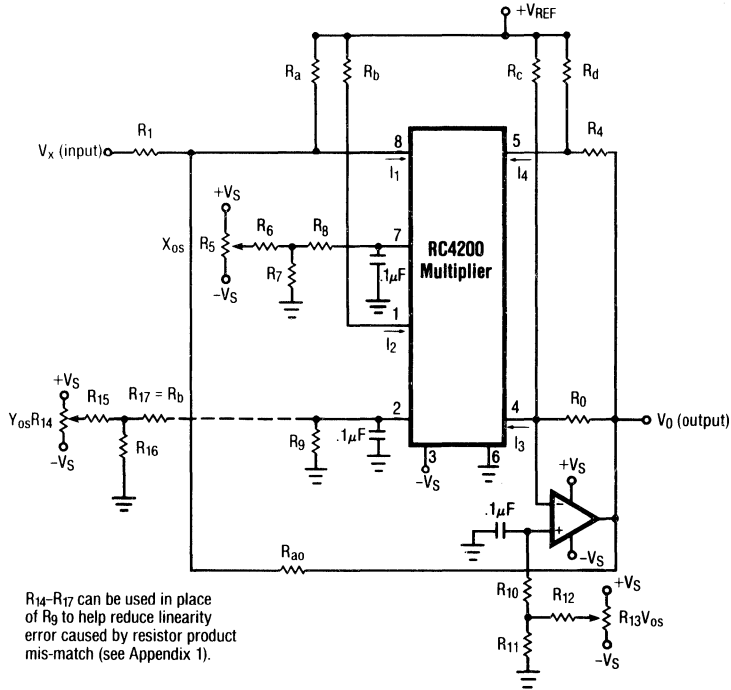 +VREF
Ra
Rb
Rc
Rd
R1
R4
Vx (input)
8
5
I1
I4
+VS
RC4200
Multiplier
R6
R8
7
Xos
R5
R7
.1µF
–VS
1
I2
+VS
R15
R17 = Rb
2
4
R0
V0 (output)
YosR14
R9
.1µF
I3
R16
3
6
–VS
–VS
+VS
.1µF
–
+
–VS
Rao
R10
R12
+VS
R13Vos
R11
–VS
R14–R17 can be used in place
of R9 to help reduce linearity
error caused by resistor product
mis-match (see Appendix 1).